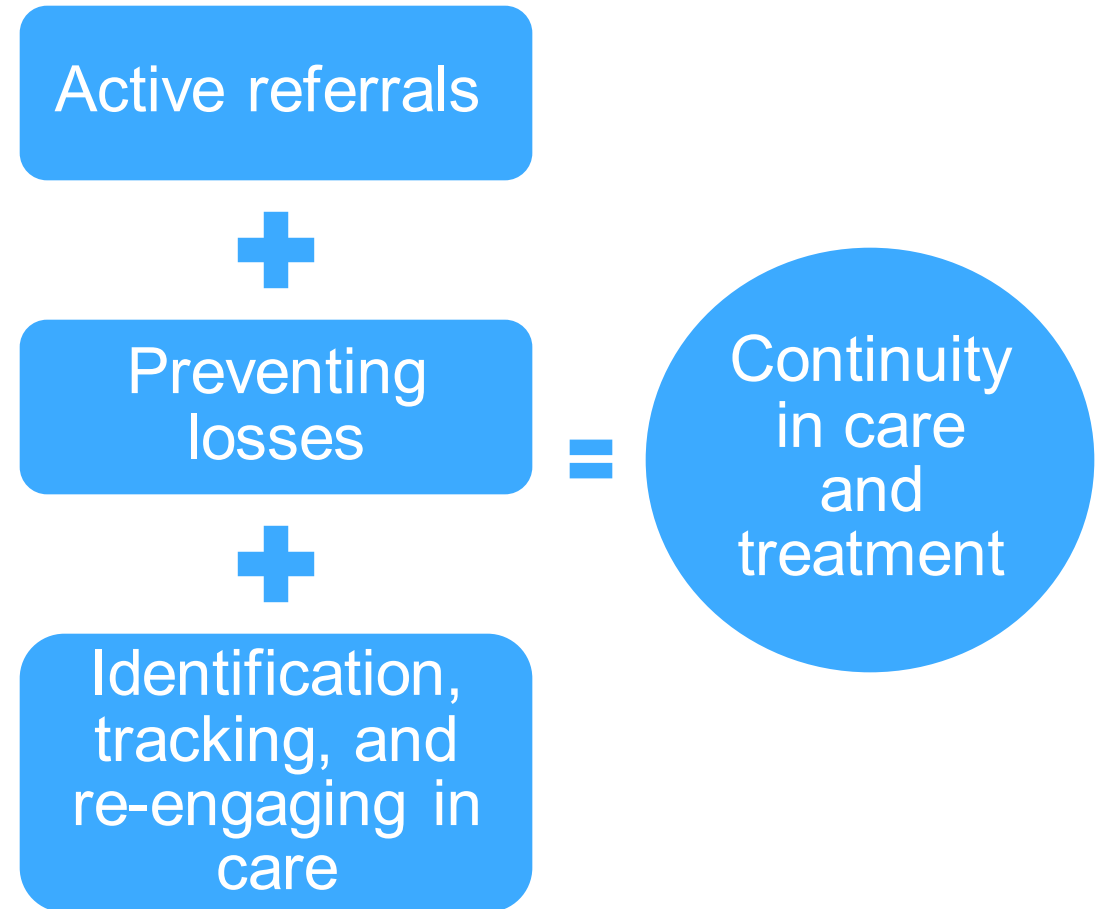 Active referrals
Preventing
losses
Identification,
tracking, and
re-engaging in
care
Continuity
in care
and
treatment